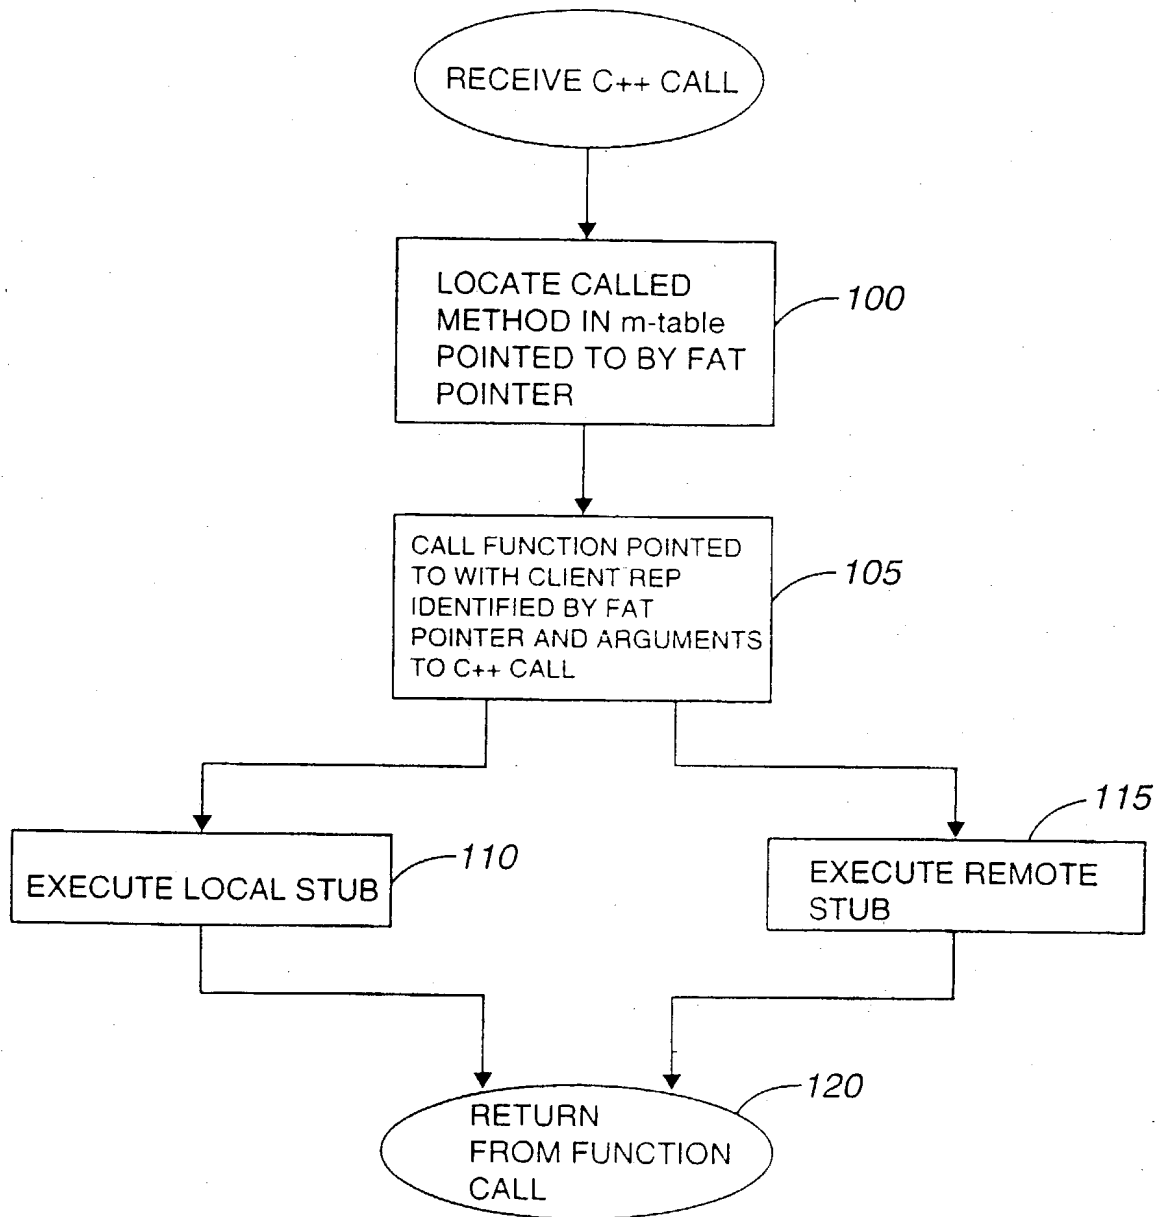 RECEIVE C++ CALL
LOCATE CALLED
METHOD IN m-table
POINTED TO BY FAT
POINTER
100
CALL FUNCTION POINTED
TO WITH CLIENT REP
IDENTIFIED BY FAT
POINTER AND ARGUMENTS
TO C++ CALL
105
EXECUTE LOCAL STUB
110
EXECUTE REMOTE
STUB
115
RETURN
FROM FUNCTION
CALL
120